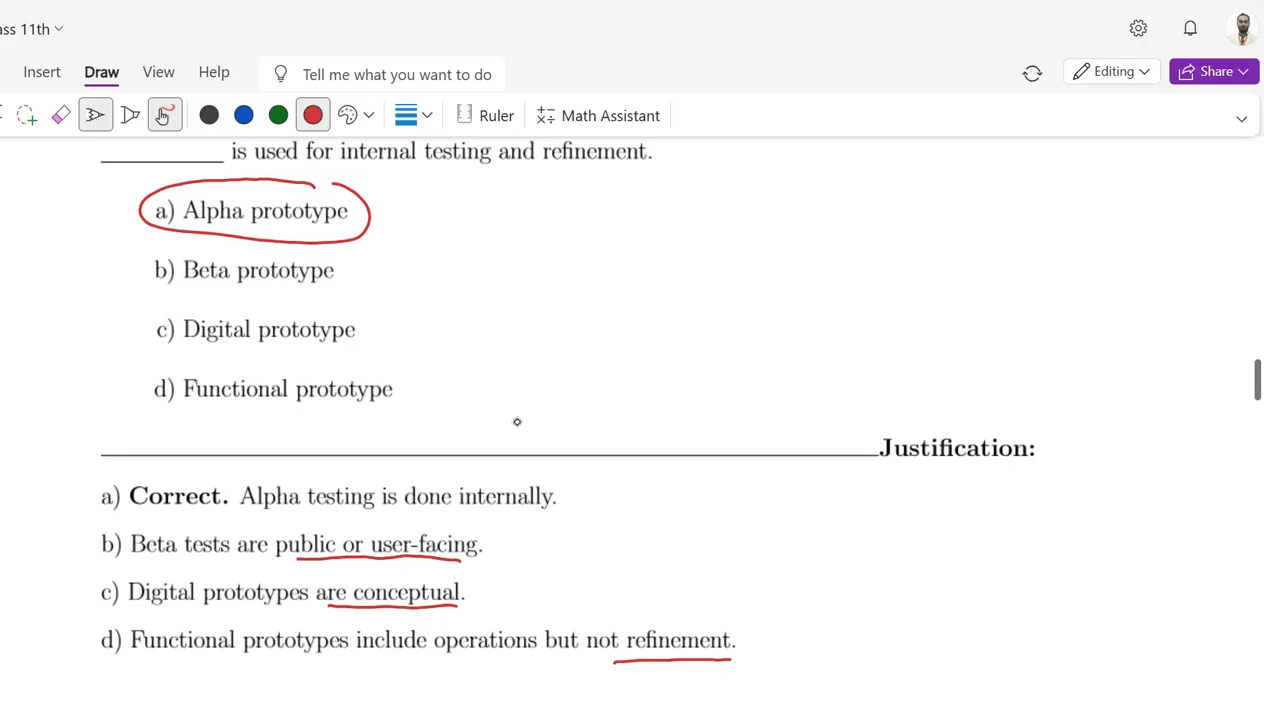 ass 11th
Insert Draw View Help Tell me what you want to do Editing Share
Ruler Math Assistant
__________ is used for internal testing and refinement.
a) Alpha prototype
b) Beta prototype
c) Digital prototype
d) Functional prototype
Justification:
a) Correct. Alpha testing is done internally.
b) Beta tests are public or user-facing.
c) Digital prototypes are conceptual.
d) Functional prototypes include operations but not refinement.